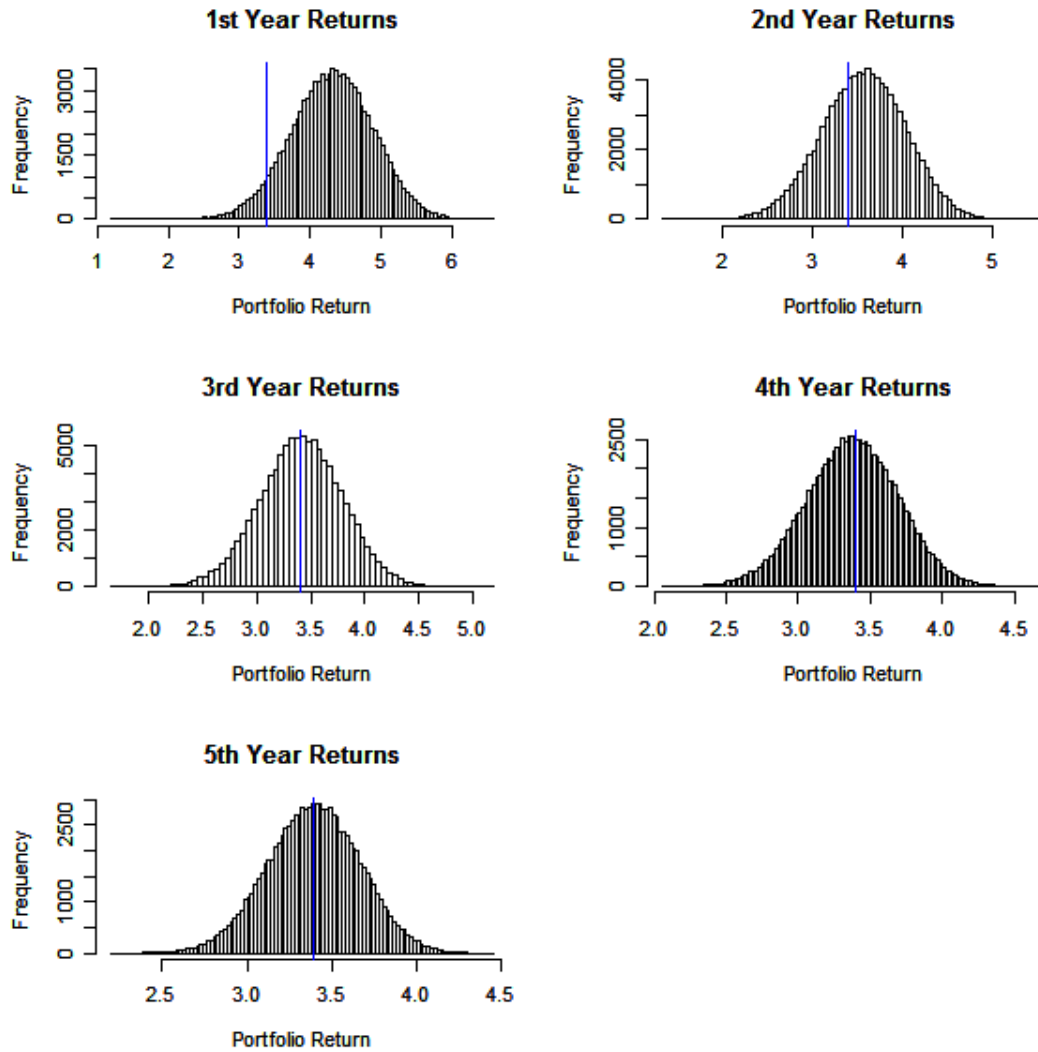 1st Year Returns
Frequency
0 1500 3000
1 2 3 4 5 6
Portfolio Return
2nd Year Returns
Frequency
0 2000 4000
2 3 4 5
Portfolio Return
3rd Year Returns
Frequency
0 2000 5000
2.0 2.5 3.0 3.5 4.0 4.5 5.0
Portfolio Return
4th Year Returns
Frequency
0 1000 2500
2.0 2.5 3.0 3.5 4.0 4.5
Portfolio Return
5th Year Returns
Frequency
0 1000 2500
2.5 3.0 3.5 4.0 4.5
Portfolio Return